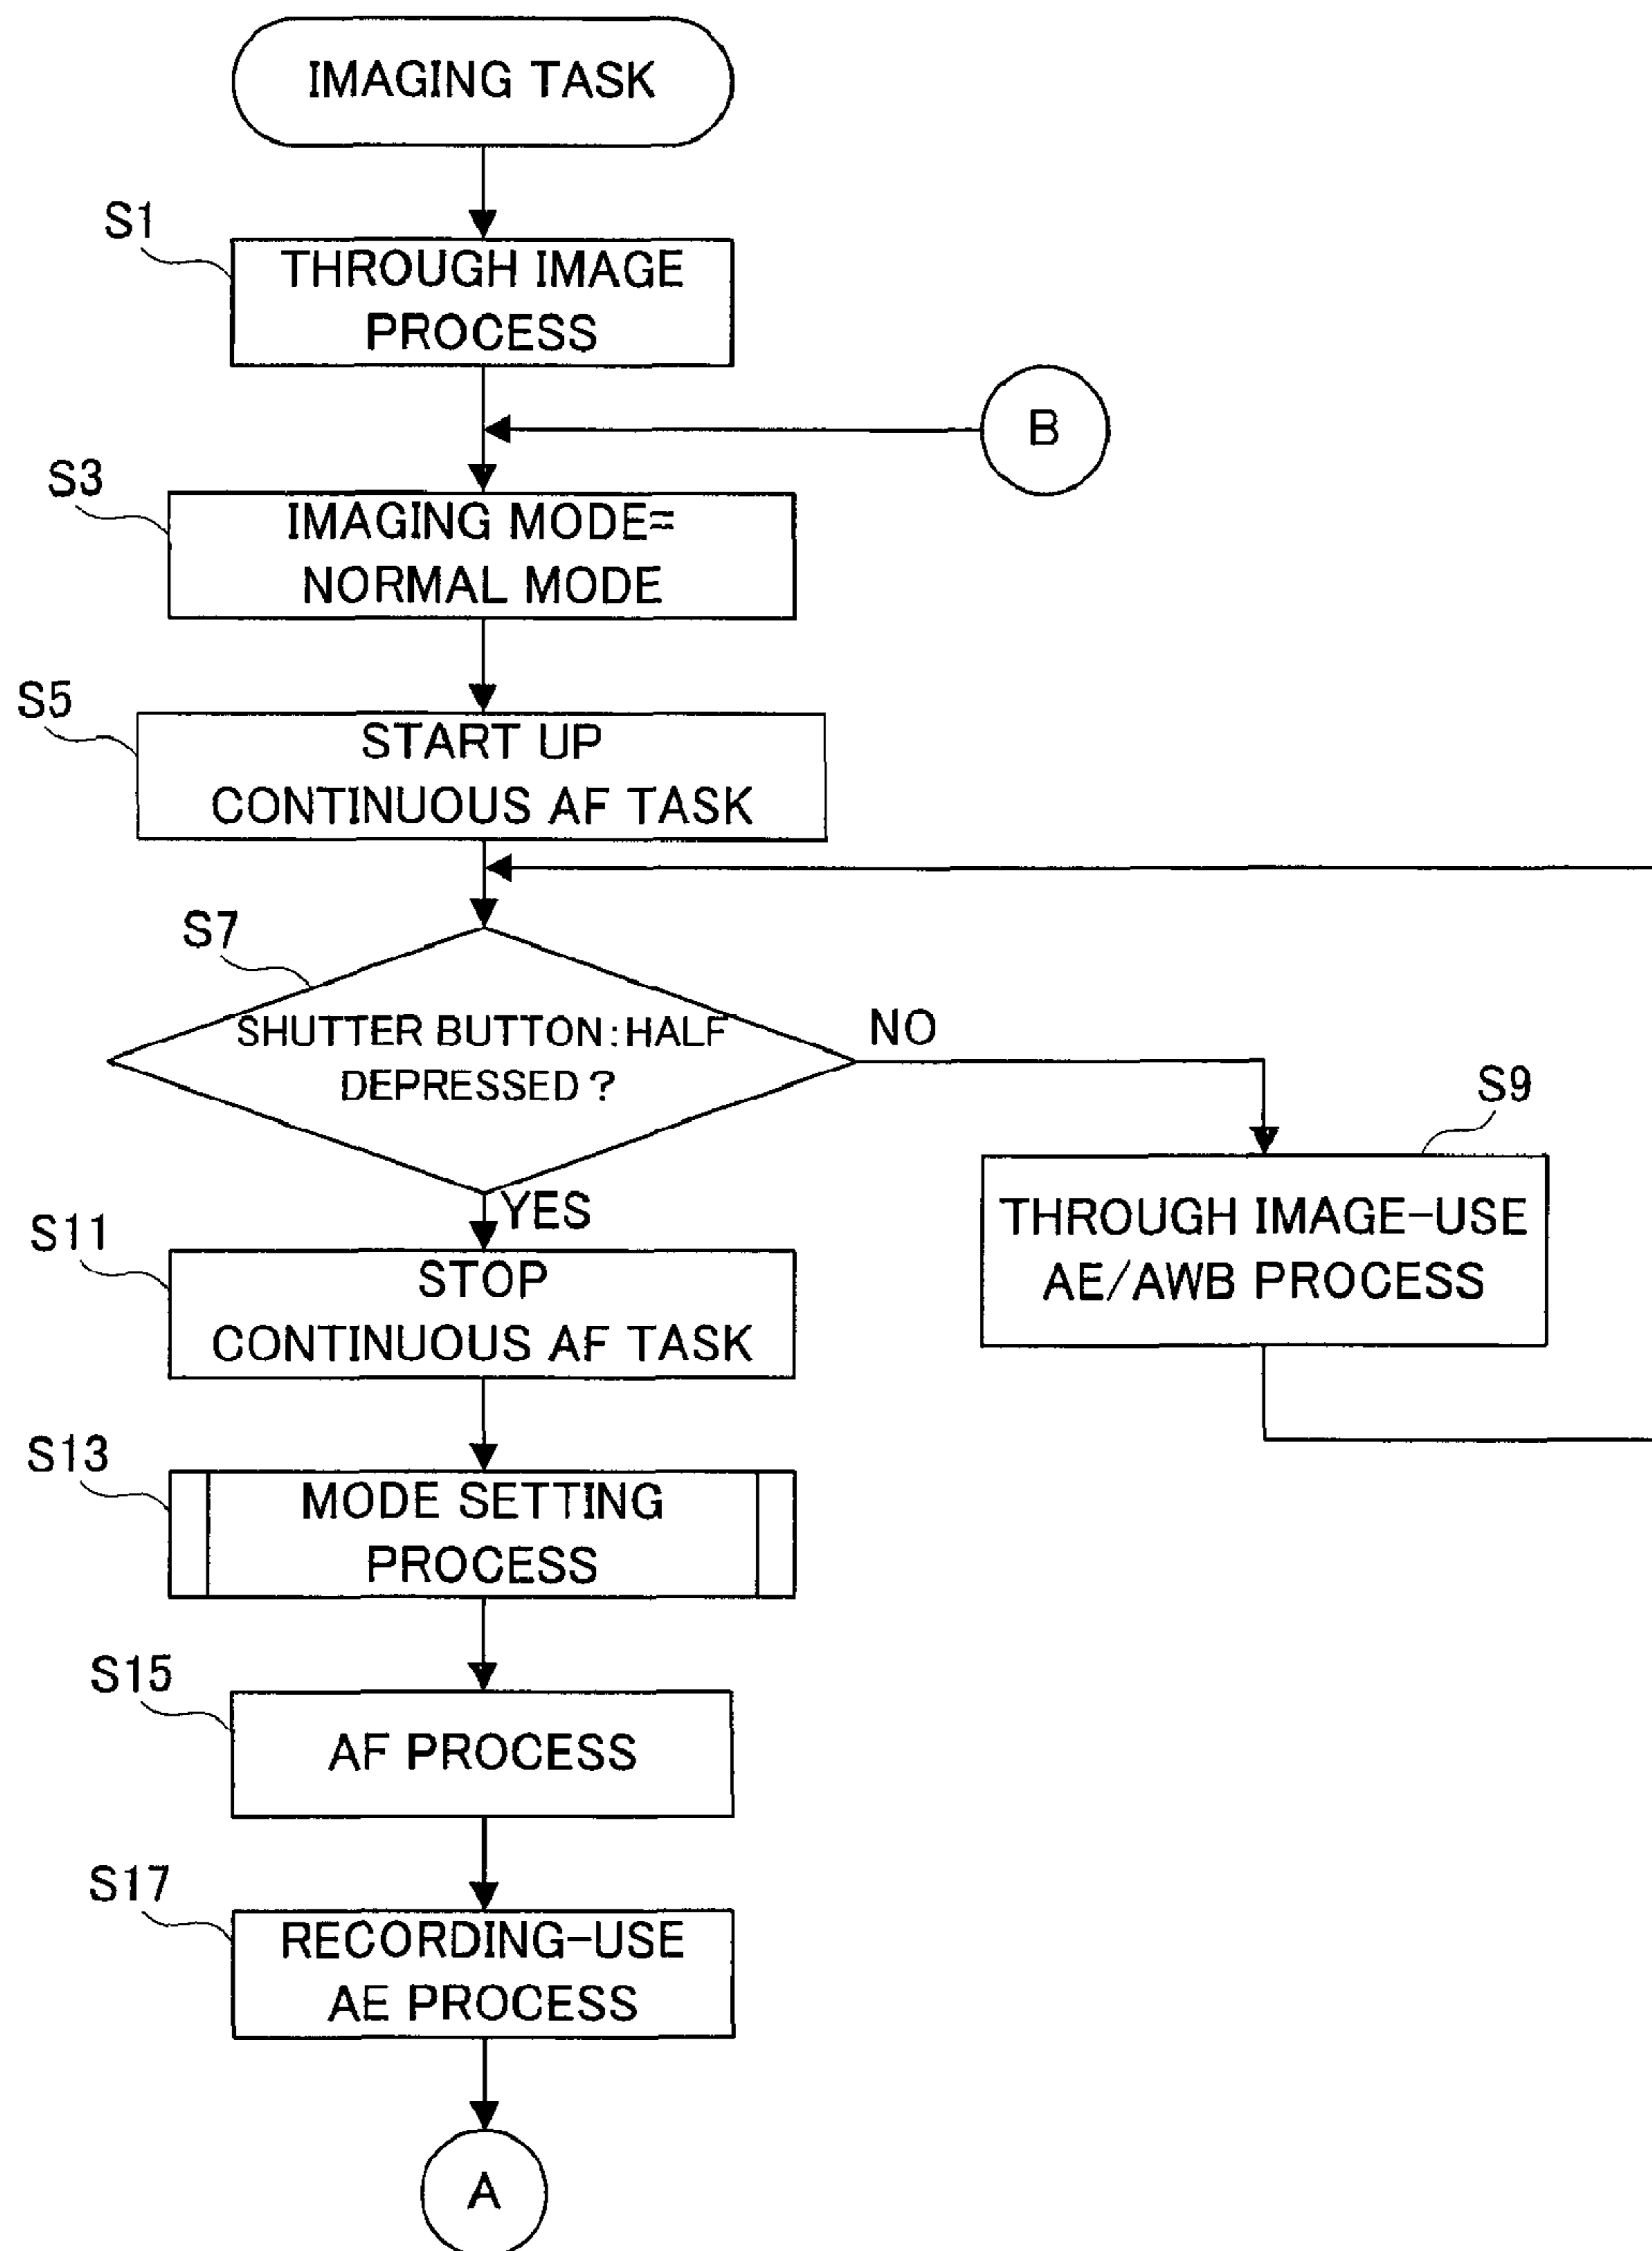 IMAGING TASK
S1
THROUGH IMAGE
PROCESS
B
S3
IMAGING MODE=
NORMAL MODE
S5
START UP
CONTINUOUS AF TASK
S7
SHUTTER BUTTON:HALF
DEPRESSED?
NO
S9
THROUGH IMAGE-USE
AE/AWB PROCESS
YES
S11
STOP
CONTINUOUS AF TASK
S13
MODE SETTING
PROCESS
S15
AF PROCESS
S17
RECORDING-USE
AE PROCESS
A